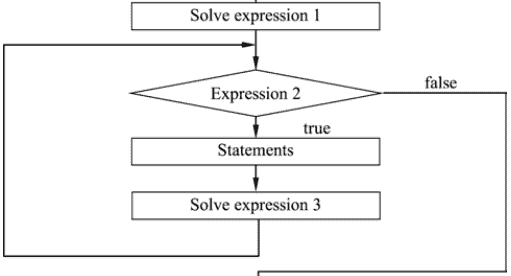 Solve expression 1
Expression 2
false
true
Statements
Solve expression 3